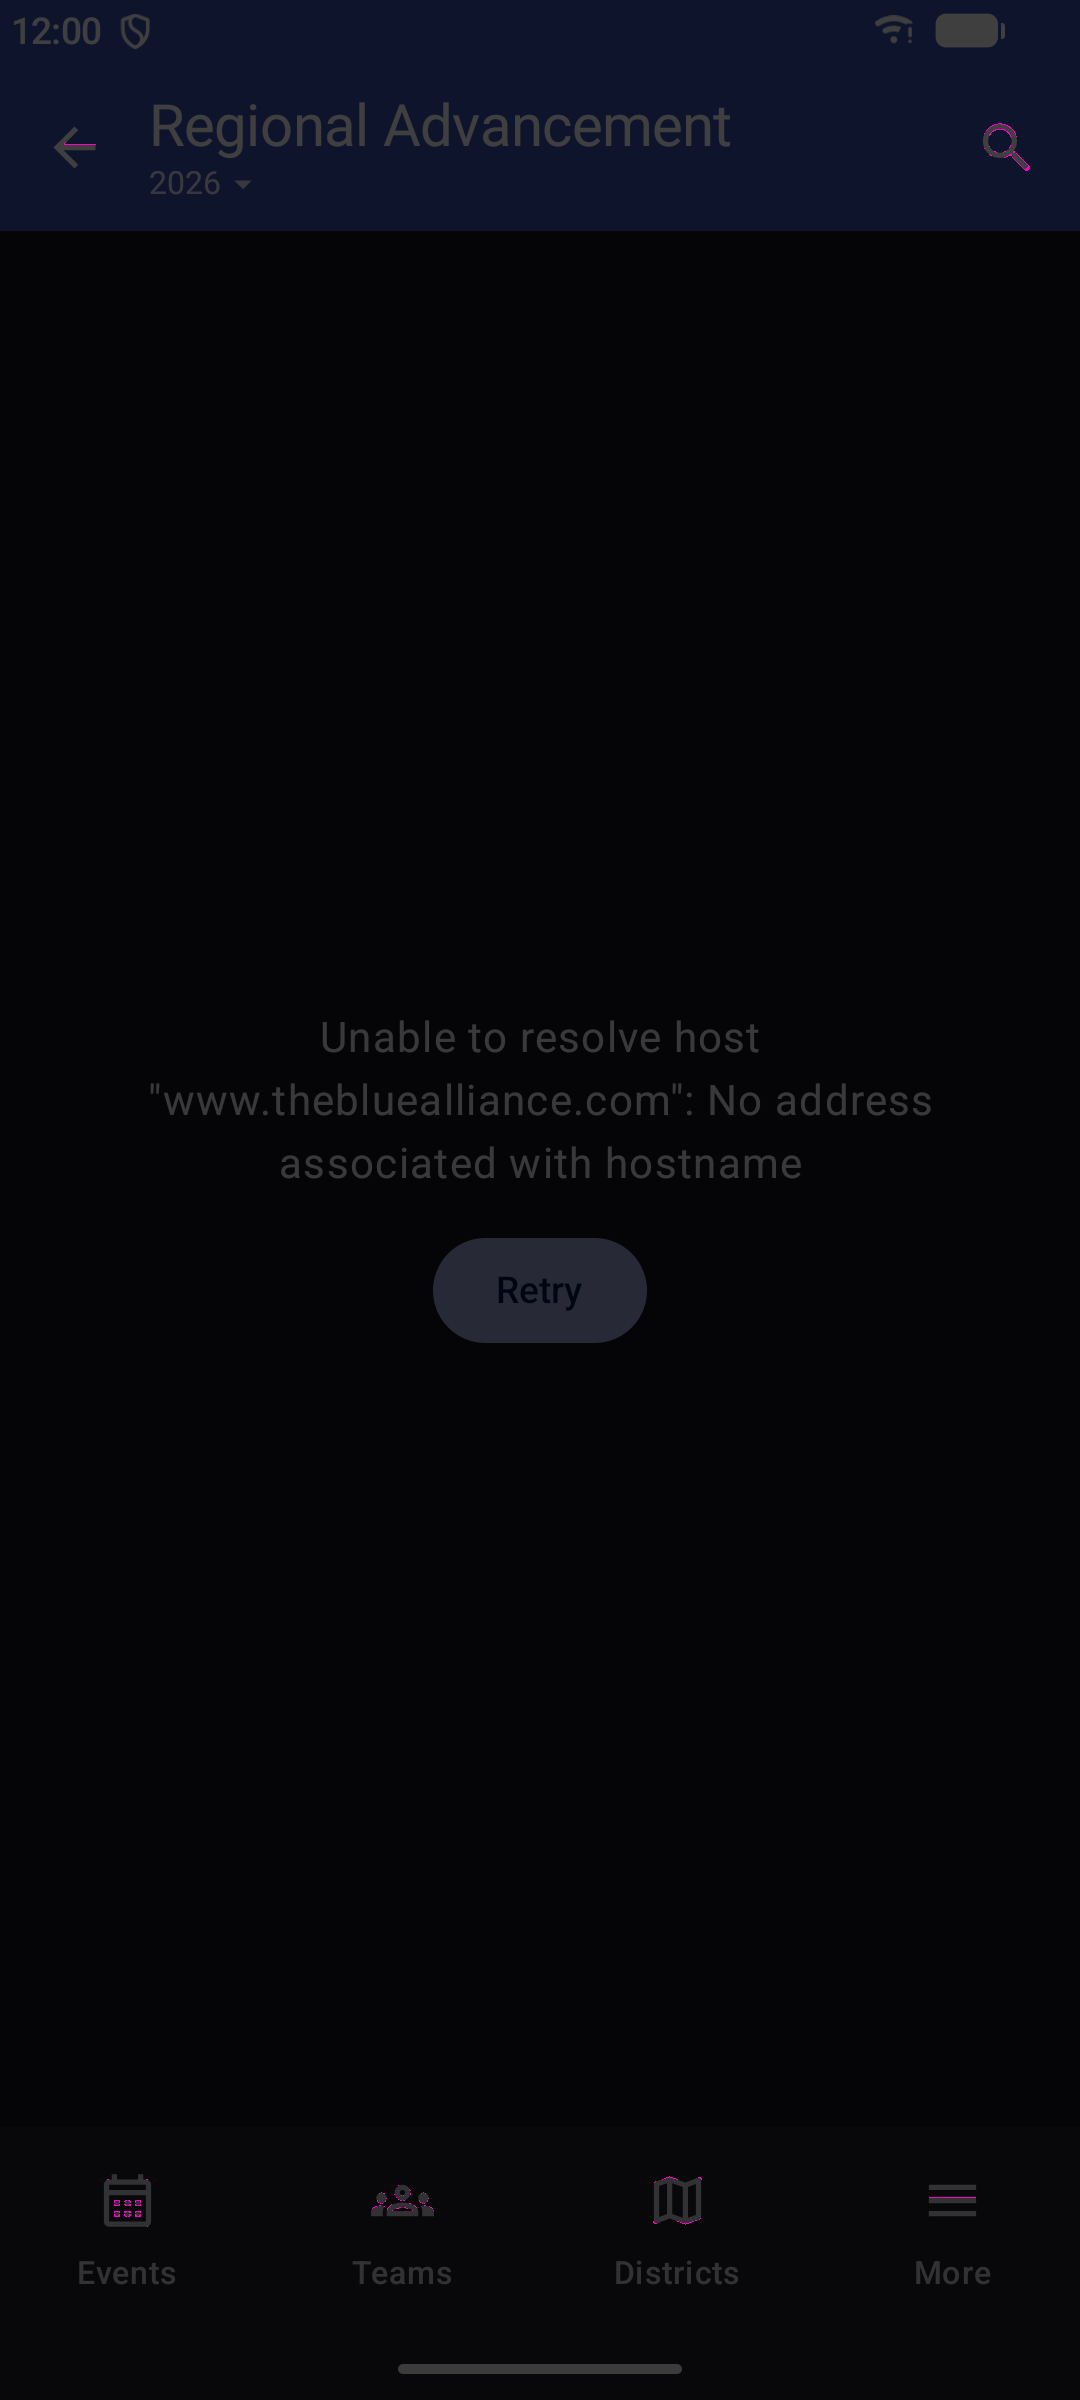 12:00
Regional Advancement
2026
Unable to resolve host
"www.thebluealliance.com": No address
associated with hostname
Retry
Events
Teams
Districts
More